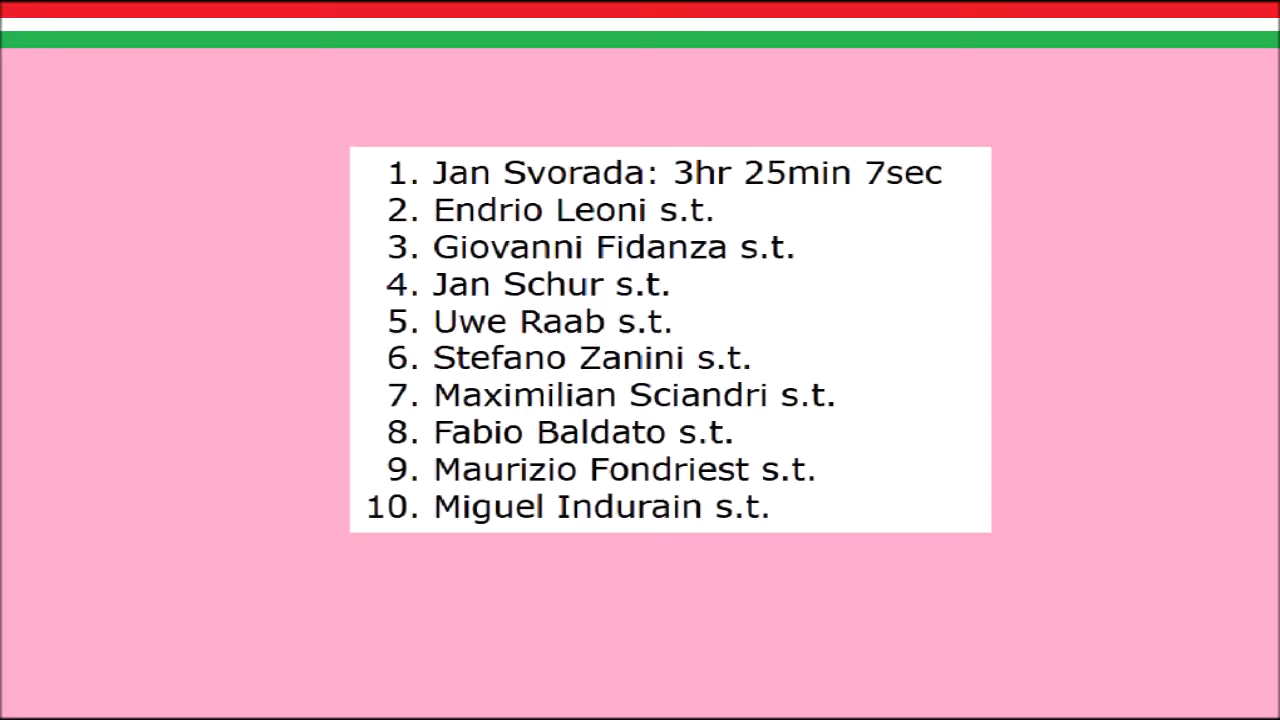 1. Jan Svorada: 3hr 25min 7sec
2. Endrio Leoni s.t.
3. Giovanni Fidanza s.t.
4. Jan Schur s.t.
5. Uwe Raab s.t.
6. Stefano Zanini s.t.
7. Maximilian Sciandri s.t.
8. Fabio Baldato s.t.
9. Maurizio Fondriest s.t.
10. Miguel Indurain s.t.